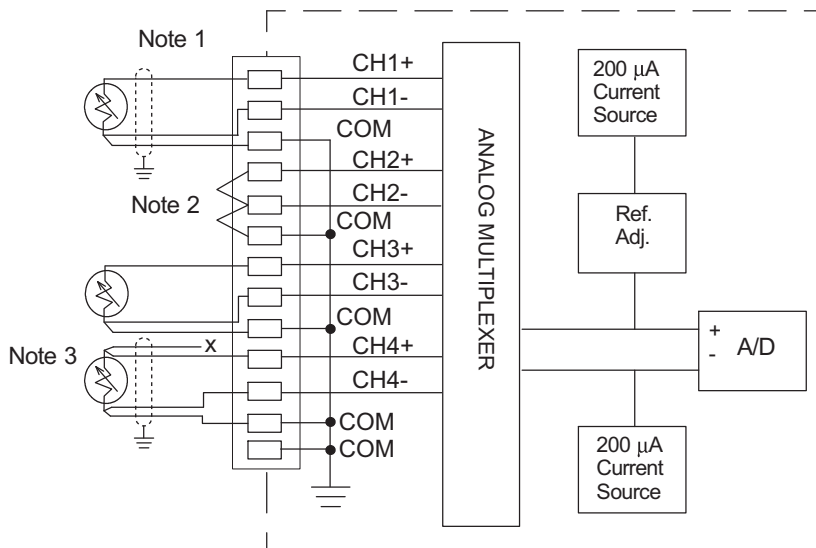 Note 1
CH1+
CH1-
COM
CH2+
CH2-
Note 2
COM
CH3+
CH3-
COM
Note 3
x
CH4+
CH4-
COM
COM
ANALOG MULTIPLEXER
200 μA
Current
Source
Ref.
Adj.
+
-
A/D
200 μA
Current
Source